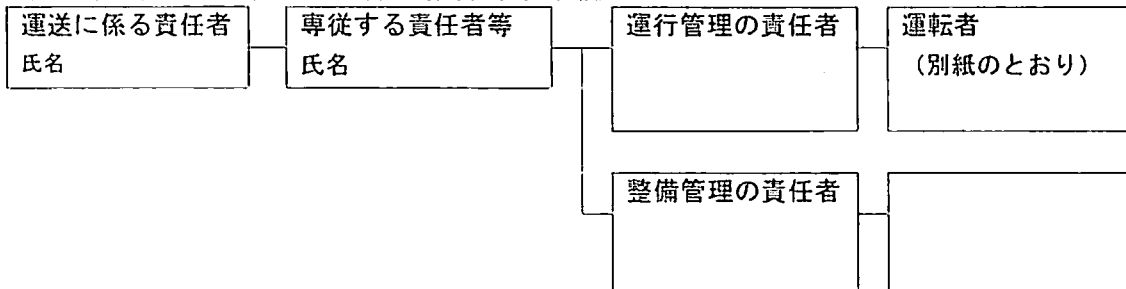 運送に係る責任者
氏名
専従する責任者等
氏名
運行管理の責任者
運転者
(別紙のとおり)
整備管理の責任者